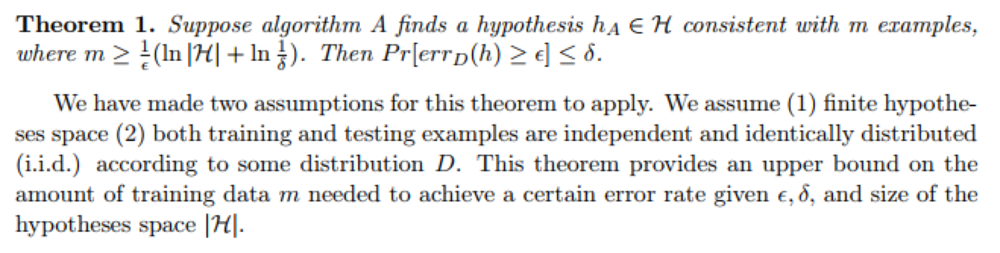 Theorem 1. Suppose algorithm A finds a hypothesis h_A ∈ ℋ consistent with m examples,
where m ≥ 1/ϵ(ln |ℋ| + ln 1/δ). Then Pr[err_D(h) ≥ ϵ] ≤ δ.
We have made two assumptions for this theorem to apply. We assume (1) finite hypothe-
ses space (2) both training and testing examples are independent and identically distributed
(i.i.d.) according to some distribution D. This theorem provides an upper bound on the
amount of training data m needed to achieve a certain error rate given ϵ, δ, and size of the
hypotheses space |ℋ|.